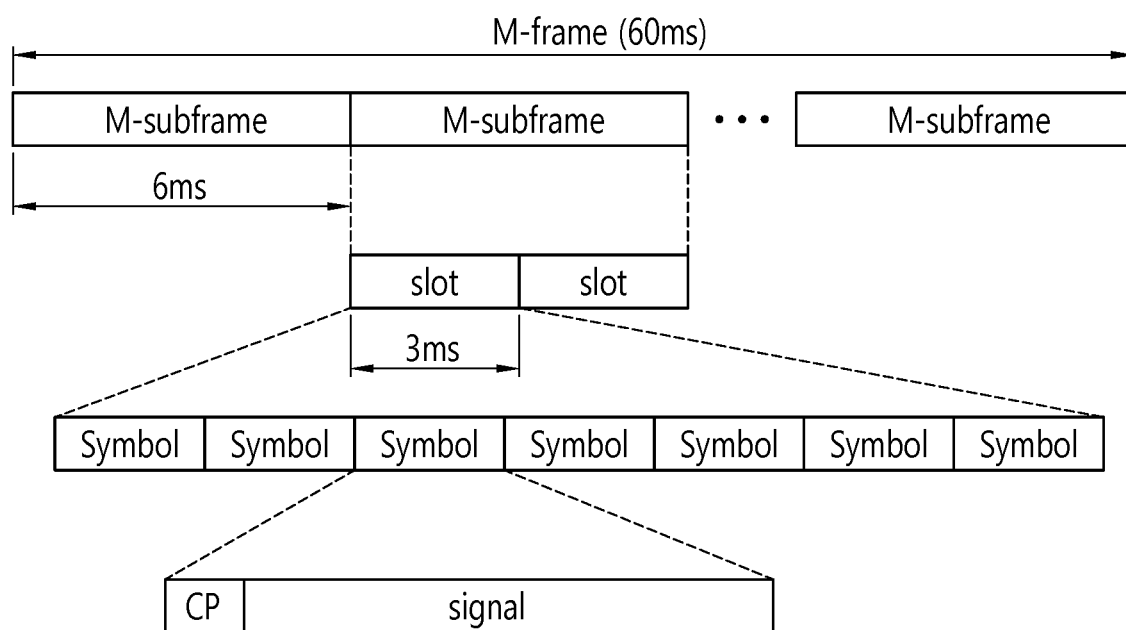 M-frame (60ms)
M-subframe M-subframe ••• M-subframe
6ms
slot slot
3ms
Symbol Symbol Symbol Symbol Symbol Symbol Symbol
CP signal